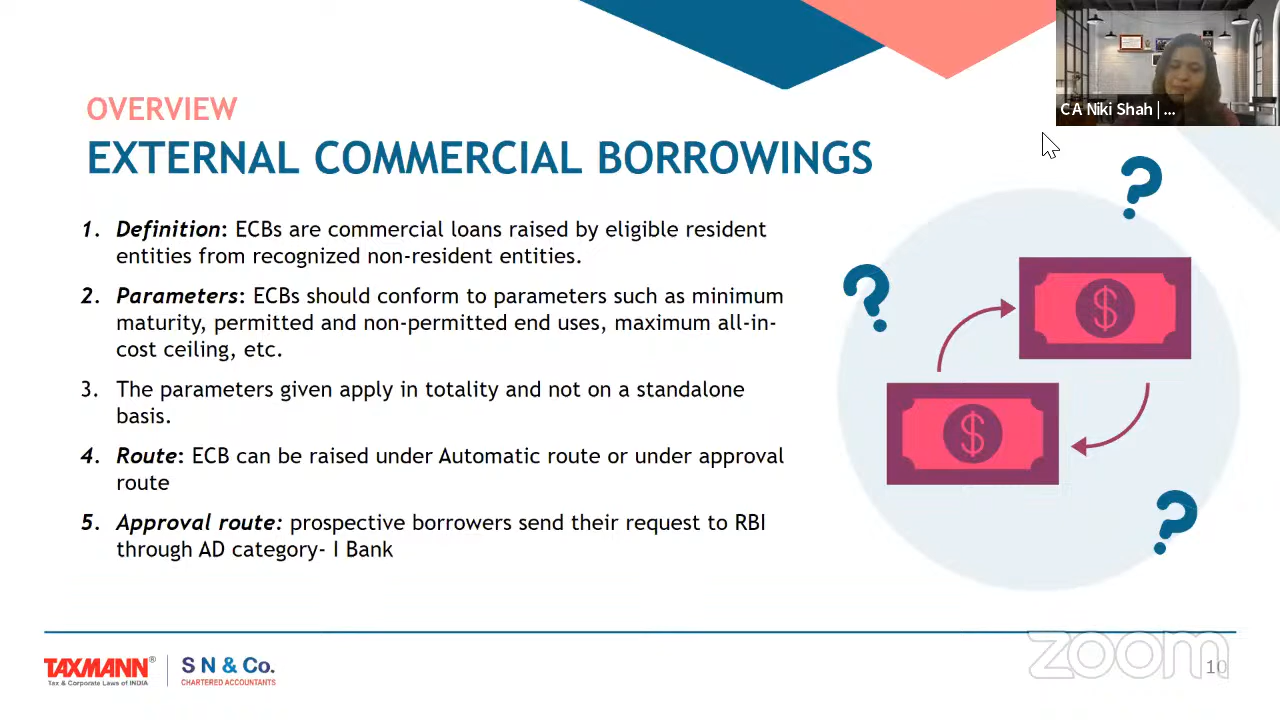 OVERVIEW
EXTERNAL COMMERCIAL BORROWINGS
1. Definition: ECBs are commercial loans raised by eligible resident
entities from recognized non-resident entities.
2. Parameters: ECBs should conform to parameters such as minimum
maturity, permitted and non-permitted end uses, maximum all-in-
cost ceiling, etc.
3. The parameters given apply in totality and not on a standalone
basis.
4. Route: ECB can be raised under Automatic route or under approval
route
5. Approval route: prospective borrowers send their request to RBI
through AD category- I Bank
CA Niki Shah | ...
$
$
?
?
?
TAXMANN®
Tax & Corporate Laws of INDIA
S N & Co.
CHARTERED ACCOUNTANTS
zoom
10